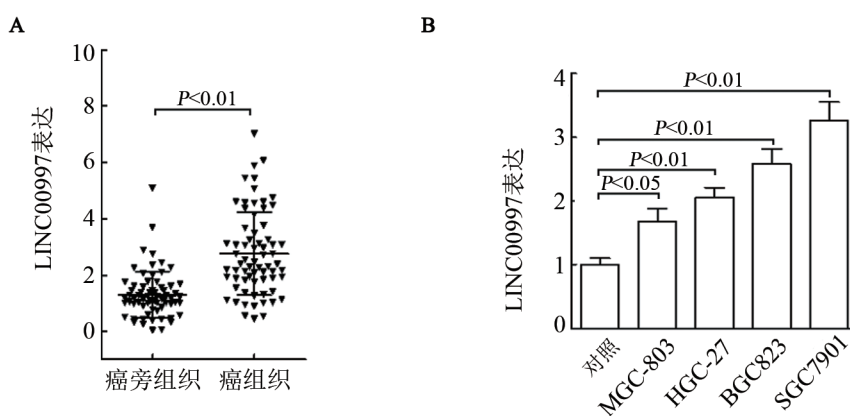 A
LINC00997表达
10
8
6
4
2
0
P<0.01
癌旁组织
癌组织
B
LINC00997表达
4
3
2
1
0
P<0.01
P<0.01
P<0.01
P<0.05
对照
MGC-803
HGC-27
BGC823
SGC7901